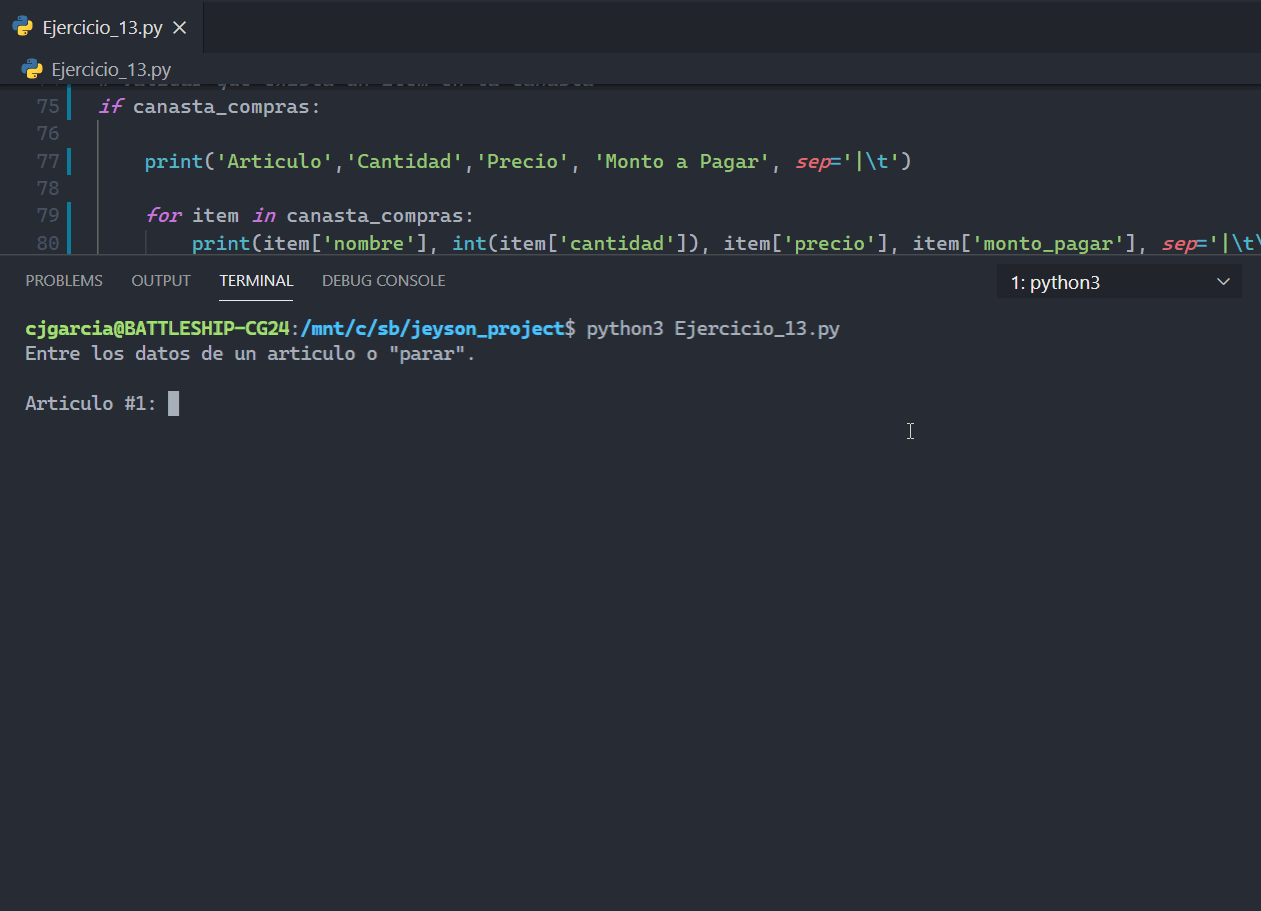 Ejercicio_13.py
Ejercicio_13.py
75 if canasta_compras:
76
77 print('Articulo','Cantidad','Precio', 'Monto a Pagar', sep='|\t')
78
79 for item in canasta_compras:
80 print(item['nombre'], int(item['cantidad']), item['precio'], item['monto_pagar'], sep='|\t
PROBLEMS OUTPUT TERMINAL DEBUG CONSOLE 1: python3
cjgarcia@BATTLESHIP-CG24:/mnt/c/sb/jeyson_project$ python3 Ejercicio_13.py
Entre los datos de un articulo o "parar".
Articulo #1: